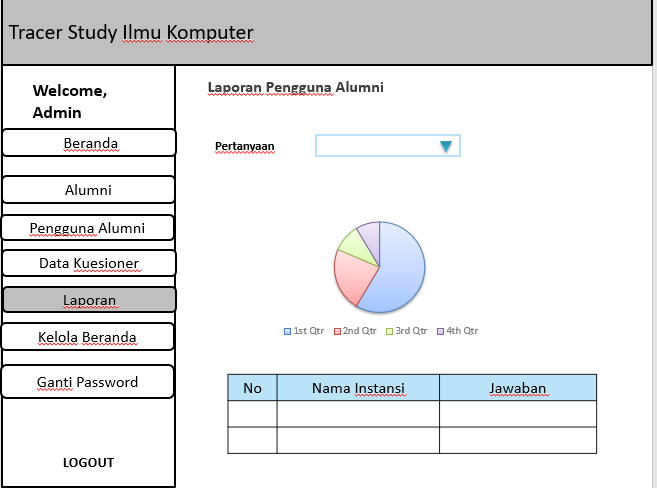 Tracer Study Ilmu Komputer
Welcome,
Admin
Beranda
Alumni
Pengguna Alumni
Data Kuesioner
Laporan
Kelola Beranda
Ganti Password
LOGOUT
Laporan Pengguna Alumni
Pertanyaan
1st Qtr 2nd Qtr 3rd Qtr 4th Qtr
No Nama Instansi Jawaban